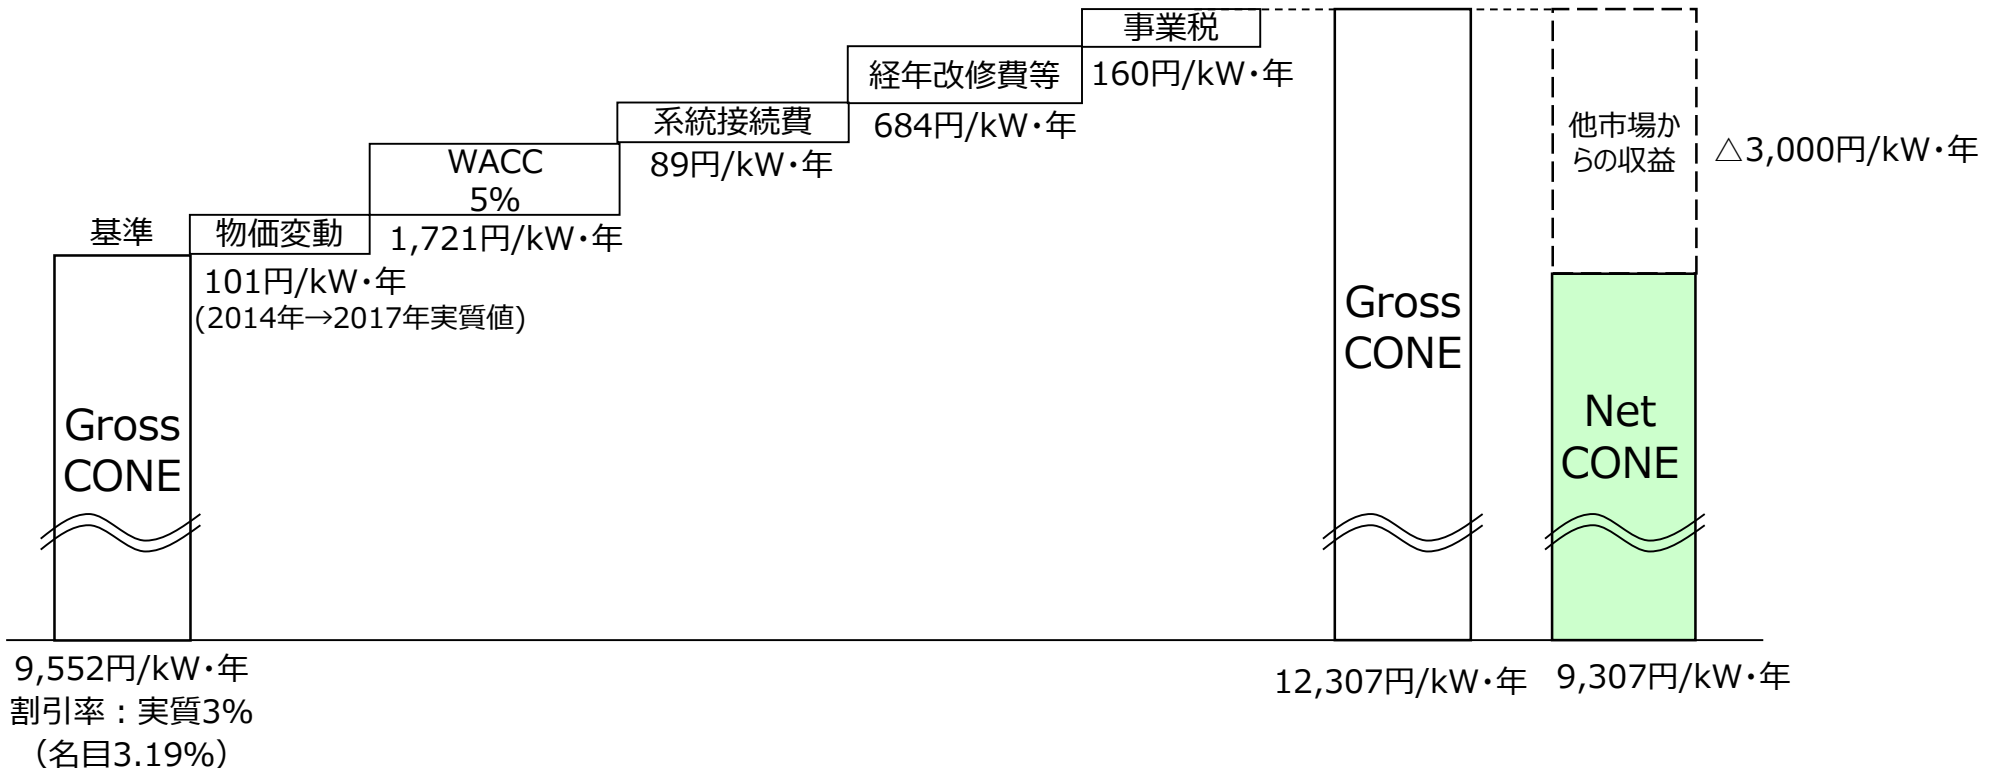 事業税
160円/kW・年
経年改修費等
684円/kW・年
系統接続費
89円/kW・年
WACC
5%
1,721円/kW・年
物価変動
101円/kW・年
(2014年→2017年実質値)
基準
Gross
CONE
9,552円/kW・年
割引率：実質3%
（名目3.19%）
Gross
CONE
12,307円/kW・年
他市場か
らの収益
△3,000円/kW・年
Net
CONE
9,307円/kW・年